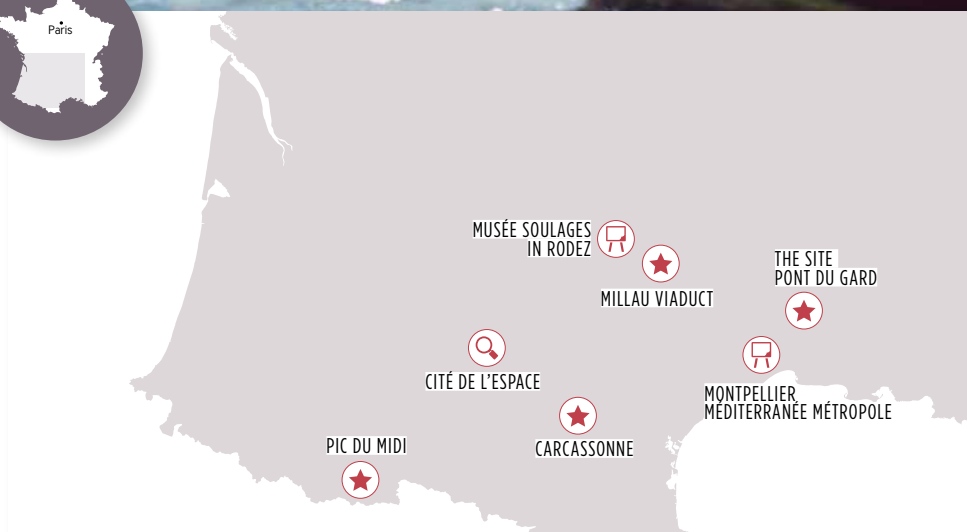 Paris
MUSÉE SOULAGES
IN RODEZ
MILLAU VIADUCT
THE SITE
PONT DU GARD
CITÉ DE L'ESPACE
MONTPELLIER
MÉDITERRANÉE MÉTROPOLE
CARCASSONNE
PIC DU MIDI